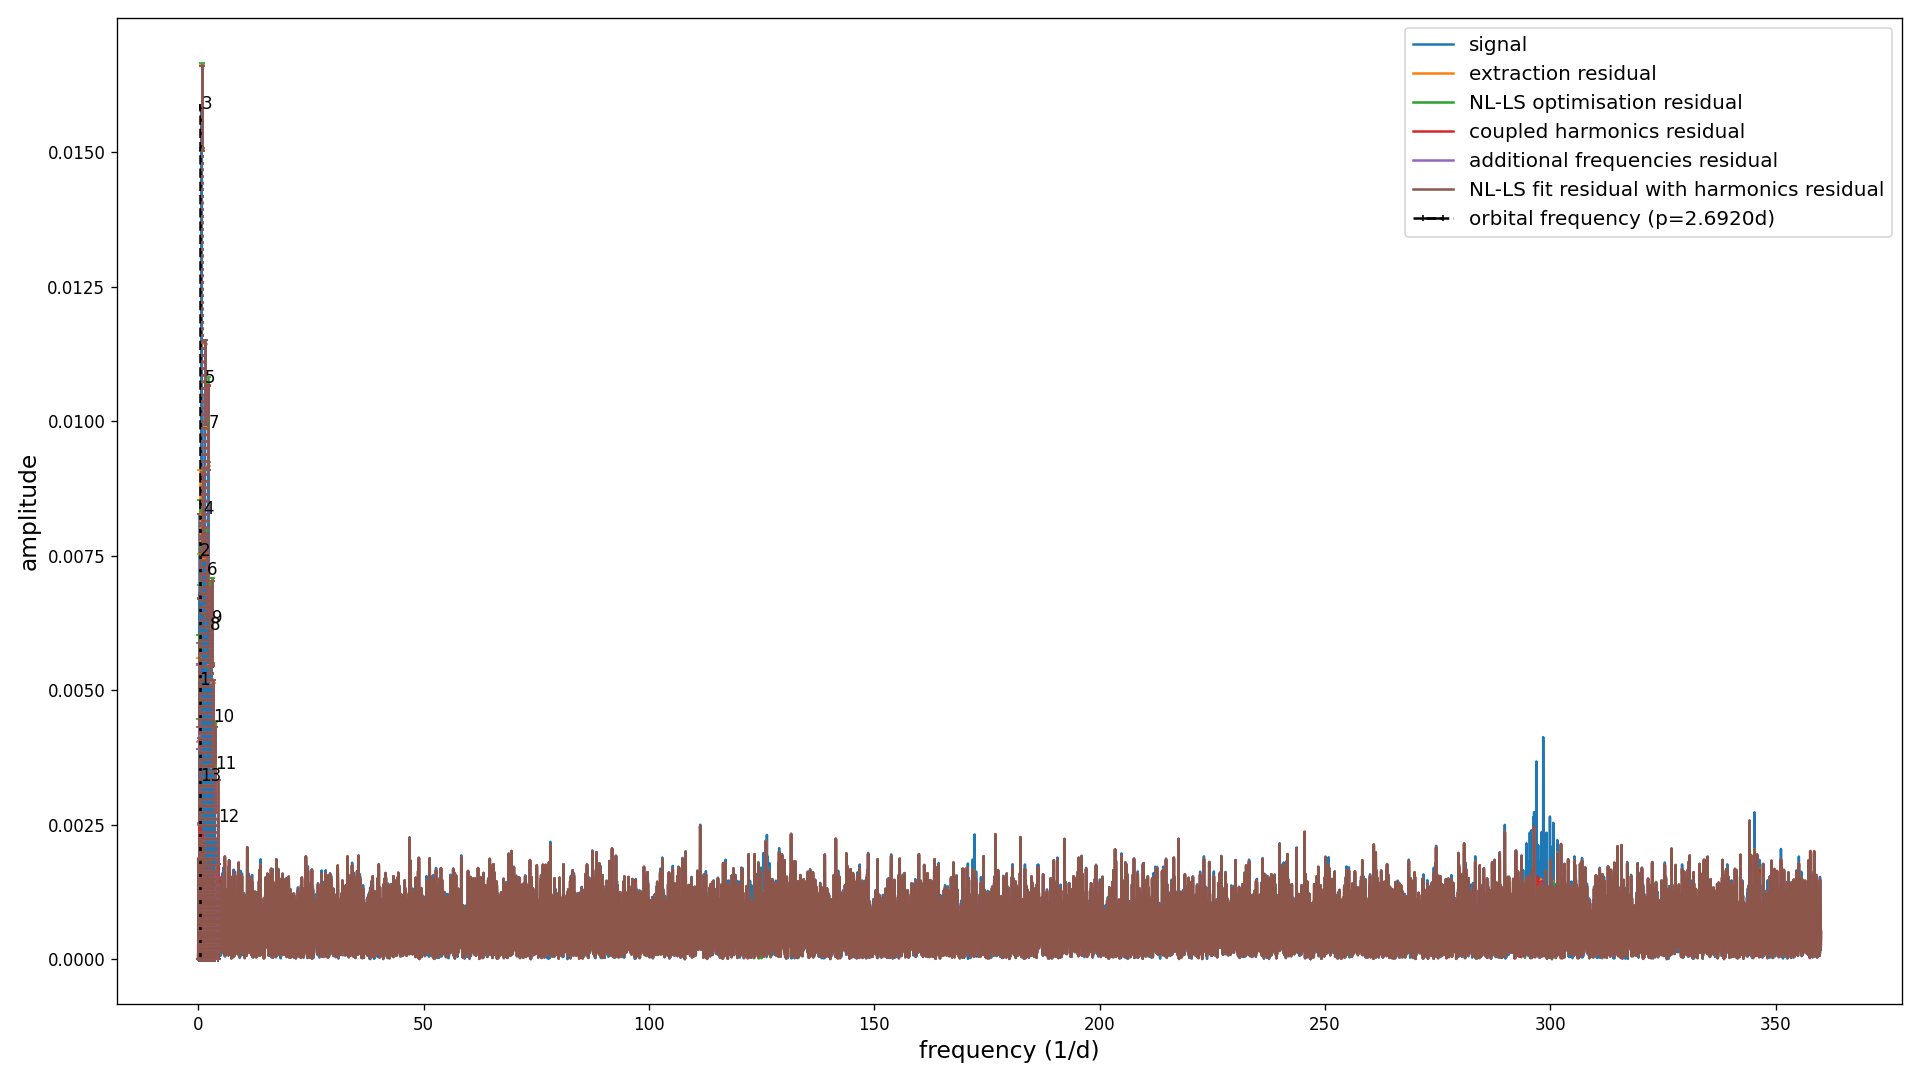 signal
extraction residual
NL-LS optimisation residual
coupled harmonics residual
additional frequencies residual
NL-LS fit residual with harmonics residual
orbital frequency (p=2.6920d)
3
5
7
4
2
6
9
8
1
10
11
13
12
0.0150
0.0125
0.0100
0.0075
0.0050
0.0025
0.0000
amplitude
0 50 100 150 200 250 300 350
frequency (1/d)